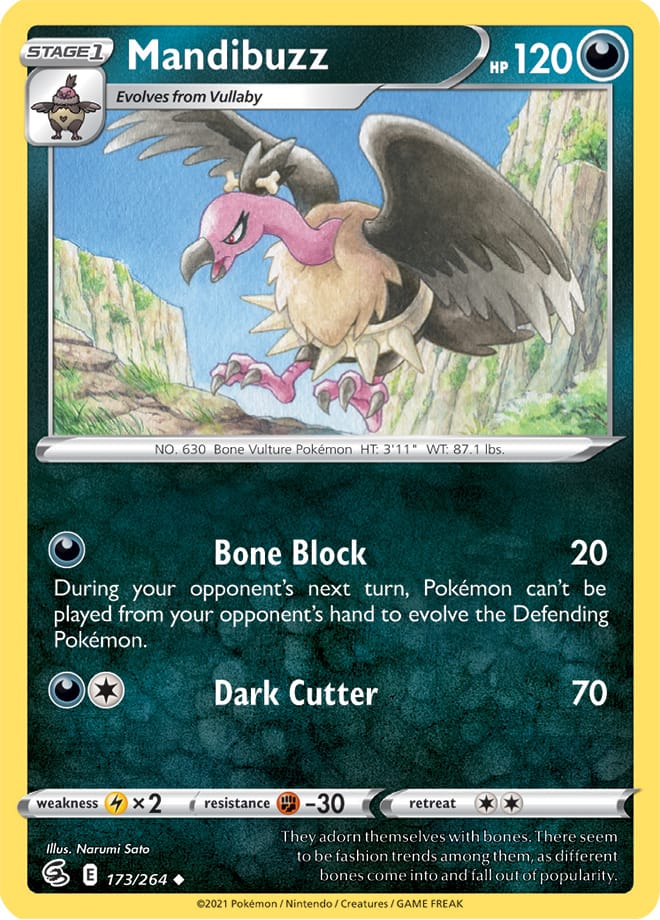 STAGE 1
Mandibuzz
HP 120
Evolves from Vullaby
NO. 630 Bone Vulture Pokémon HT: 3'11" WT: 87.1 lbs.
Bone Block 20
During your opponent's next turn, Pokémon can't be
played from your opponent's hand to evolve the Defending
Pokémon.
Dark Cutter 70
weakness ×2 resistance -30 retreat
Illus. Narumi Sato
They adorn themselves with bones. There seem
to be fashion trends among them, as different
bones come into and fall out of popularity.
E 173/264
©2021 Pokémon / Nintendo / Creatures / GAME FREAK